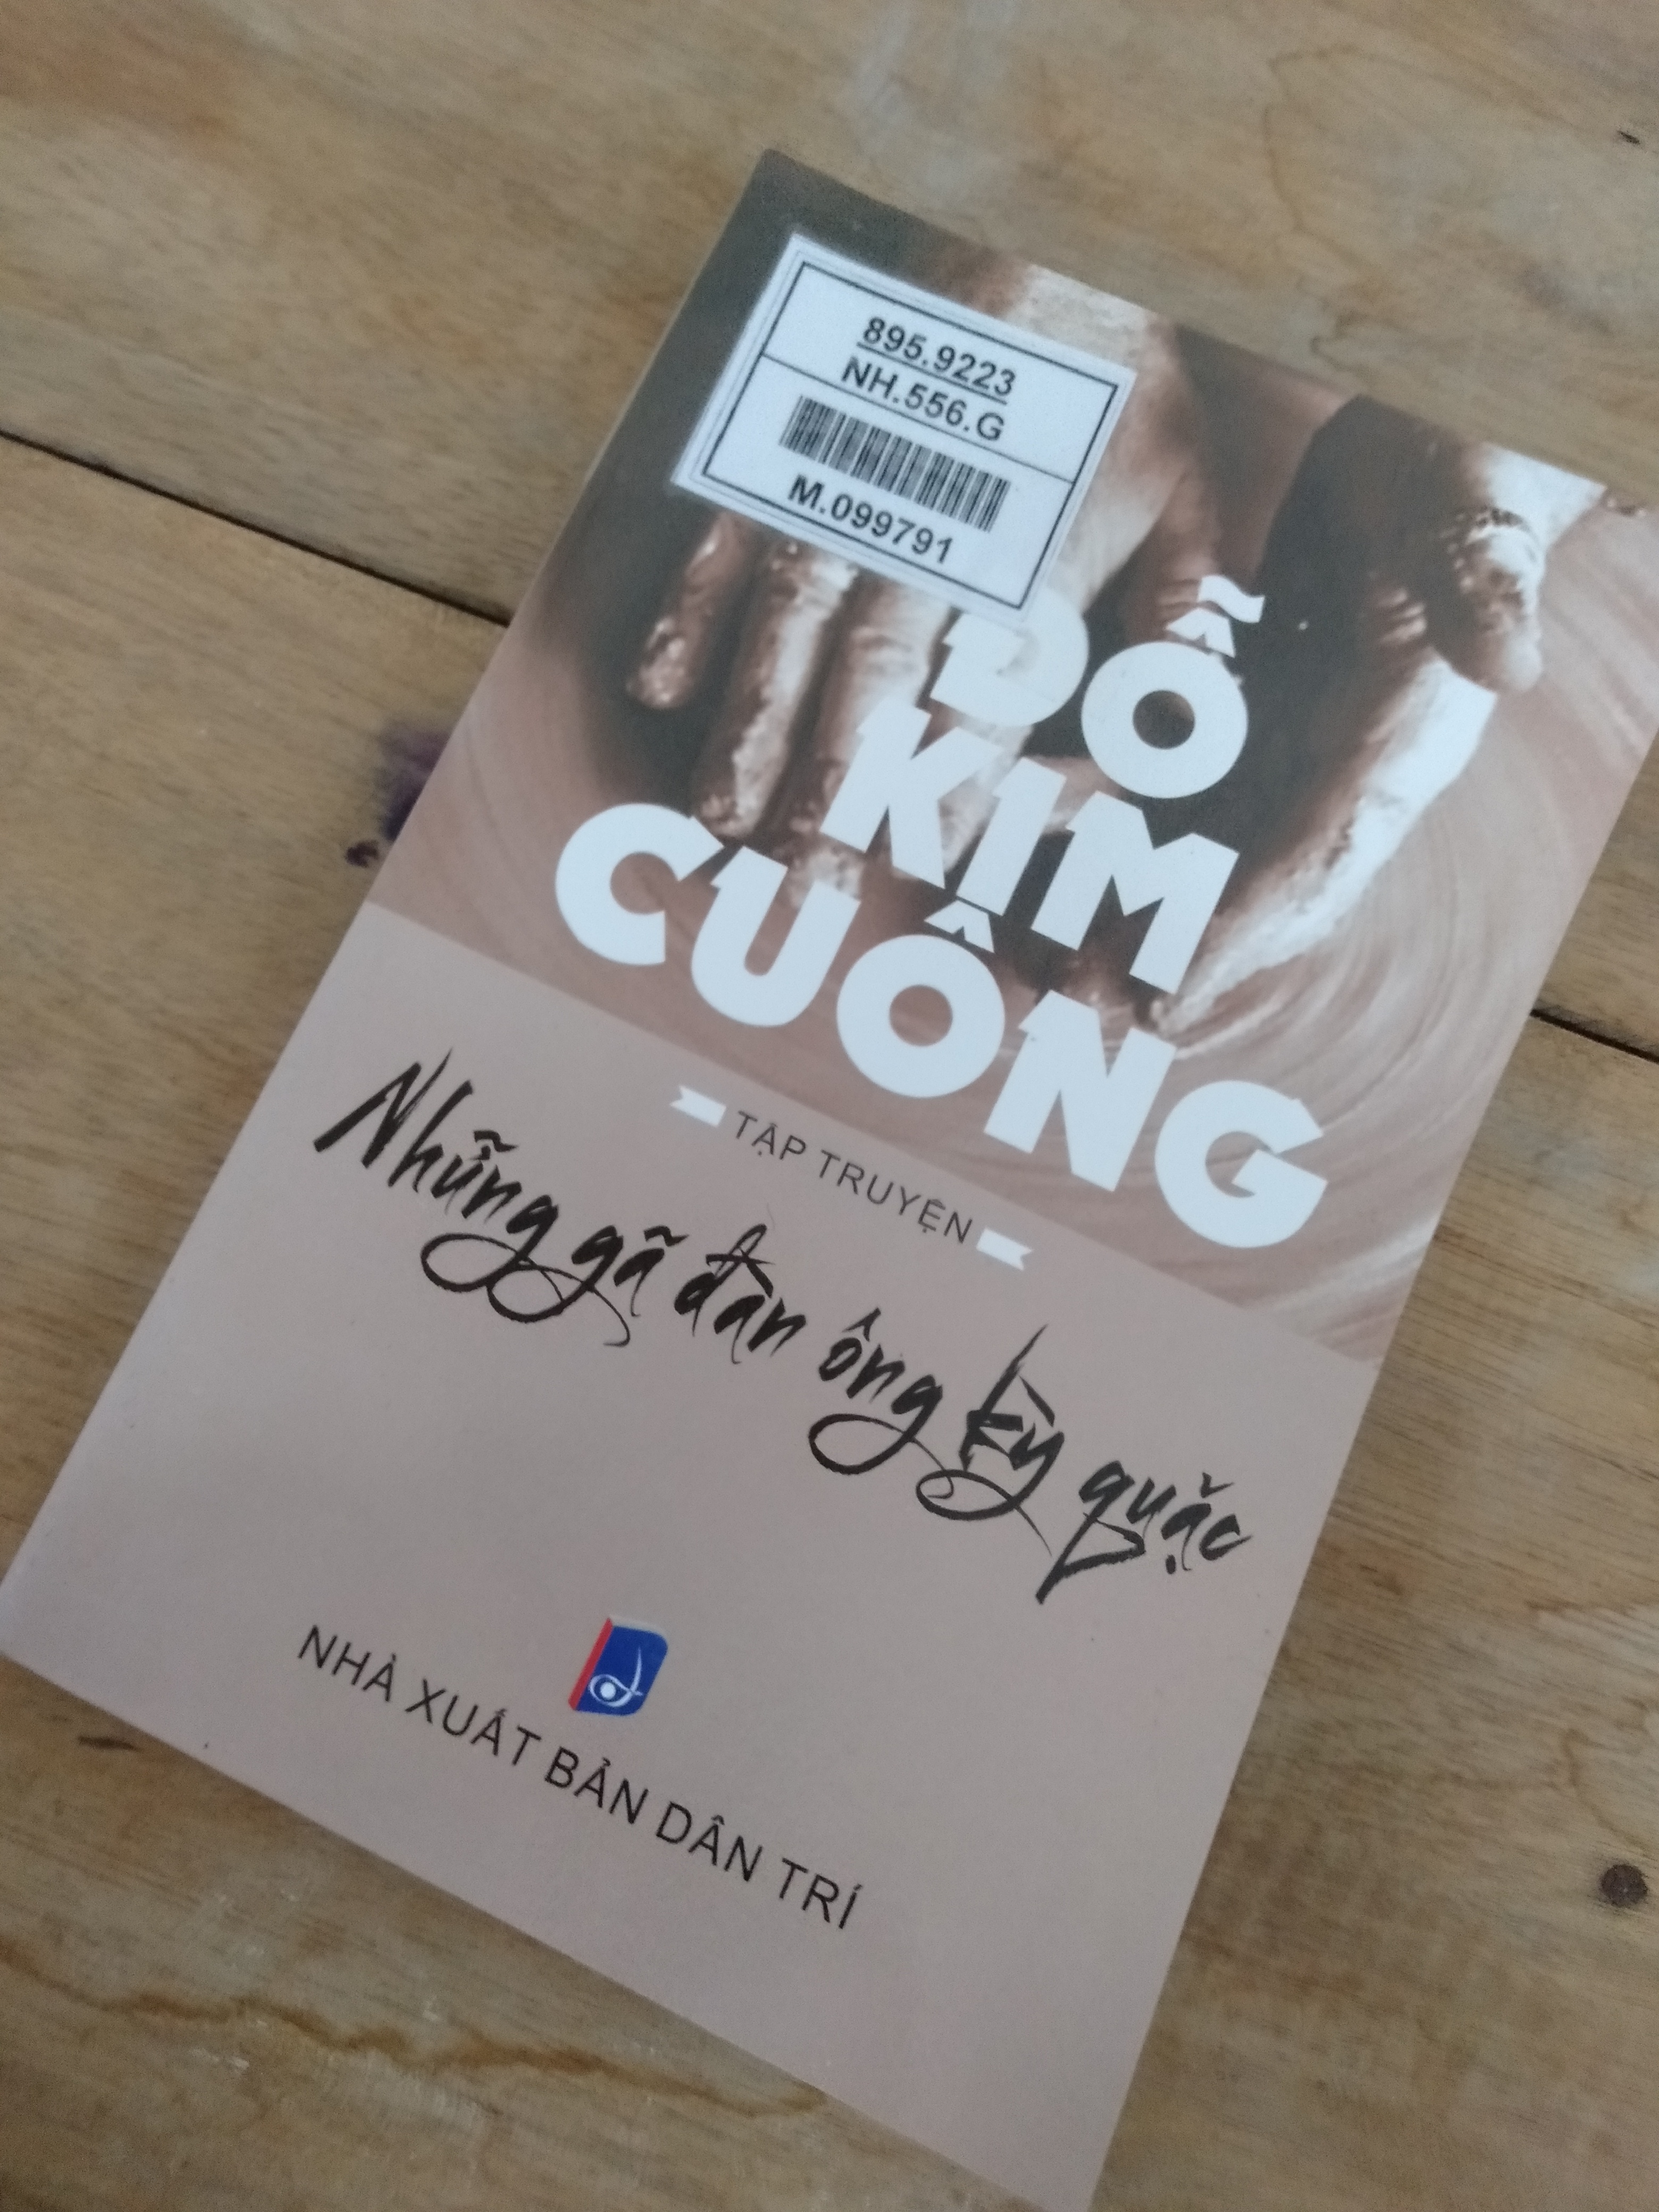 895.9223
NH.556.G
M.099791
ĐỖ
KIM
CUÔNG
TẬP TRUYỆN
Những gã đàn ông kỳ quặc
NHÀ XUẤT BẢN DÂN TRÍ